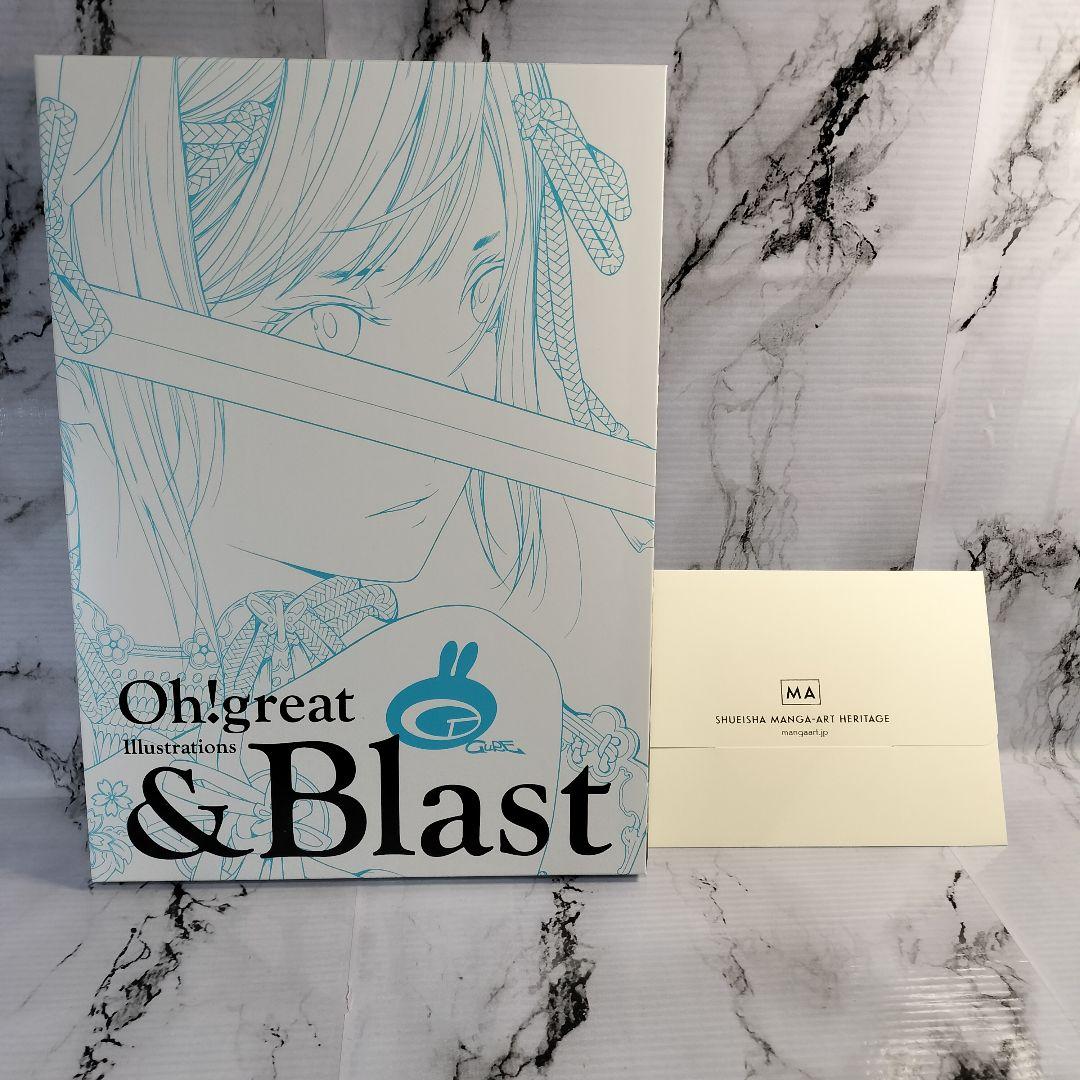 Oh!great
Illustrations
& Blast
G
GURE
MA
SHUEISHA MANGA-ART HERITAGE
mangaart.jp